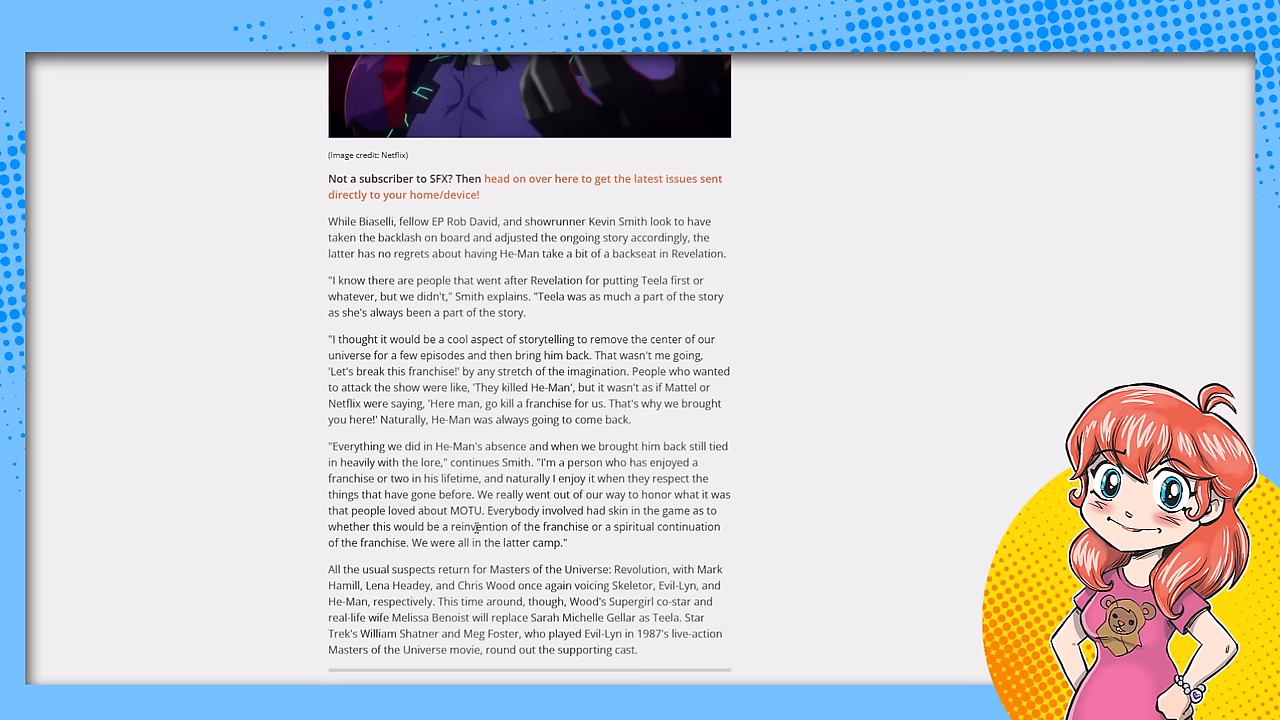 (Image credit: Netflix)
Not a subscriber to SFX? Then head on over here to get the latest issues sent
directly to your home/device!
While Biaselli, fellow EP Rob David, and showrunner Kevin Smith look to have
taken the backlash on board and adjusted the ongoing story accordingly, the
latter has no regrets about having He-Man take a bit of a backseat in Revelation.
"I know there are people that went after Revelation for putting Teela first or
whatever, but we didn't," Smith explains. "Teela was as much a part of the story
as she's always been a part of the story.
"I thought it would be a cool aspect of storytelling to remove the center of our
universe for a few episodes and then bring him back. That wasn't me going,
'Let's break this franchise!' by any stretch of the imagination. People who wanted
to attack the show were like, 'They killed He-Man', but it wasn't as if Mattel or
Netflix were saying, 'Here man, go kill a franchise for us. That's why we brought
you here!' Naturally, He-Man was always going to come back.
"Everything we did in He-Man's absence and when we brought him back still tied
in heavily with the lore," continues Smith. "I'm a person who has enjoyed a
franchise or two in his lifetime, and naturally I enjoy it when they respect the
things that have gone before. We really went out of our way to honor what it was
that people loved about MOTU. Everybody involved had skin in the game as to
whether this would be a reinvention of the franchise or a spiritual continuation
of the franchise. We were all in the latter camp."
All the usual suspects return for Masters of the Universe: Revolution, with Mark
Hamill, Lena Headey, and Chris Wood once again voicing Skeletor, Evil-Lyn, and
He-Man, respectively. This time around, though, Wood's Supergirl co-star and
real-life wife Melissa Benoist will replace Sarah Michelle Gellar as Teela. Star
Trek's William Shatner and Meg Foster, who played Evil-Lyn in 1987's live-action
Masters of the Universe movie, round out the supporting cast.